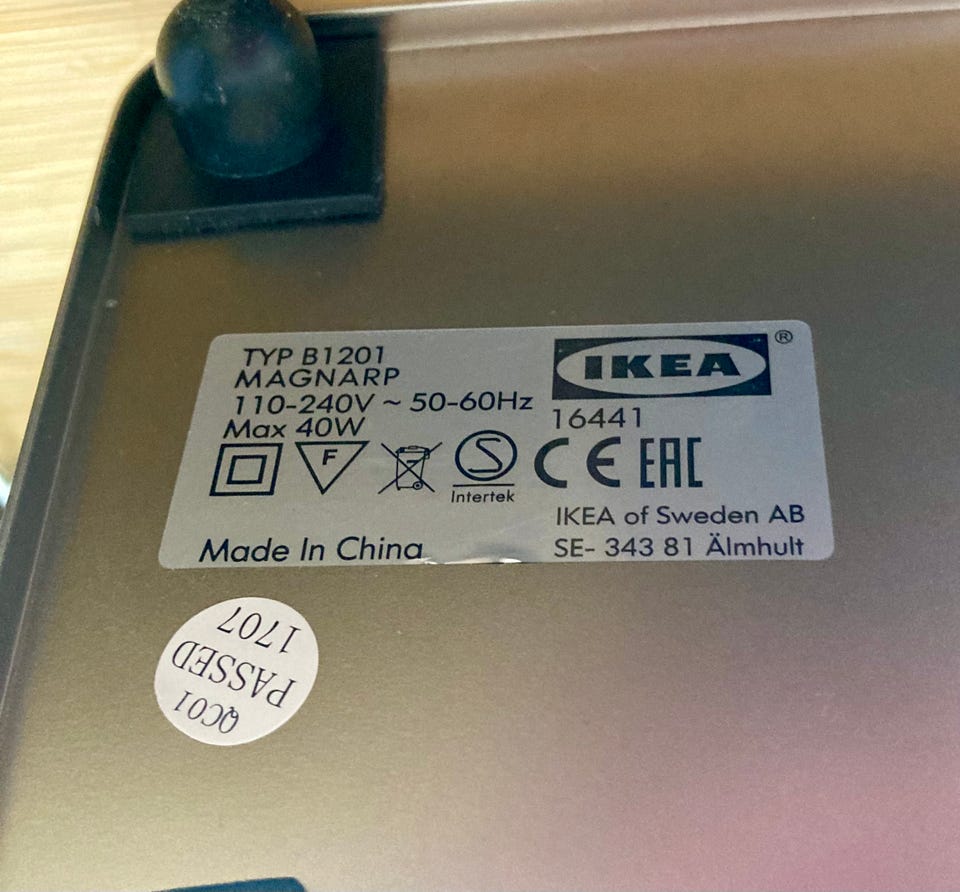 TYP B1201
MAGNARP
110-240V ~ 50-60Hz
Max 40W
F
S
Intertek
Made In China
IKEA ®
16441
CE EAC
IKEA of Sweden AB
SE- 343 81 Älmhult
QC01
PASSED
1707